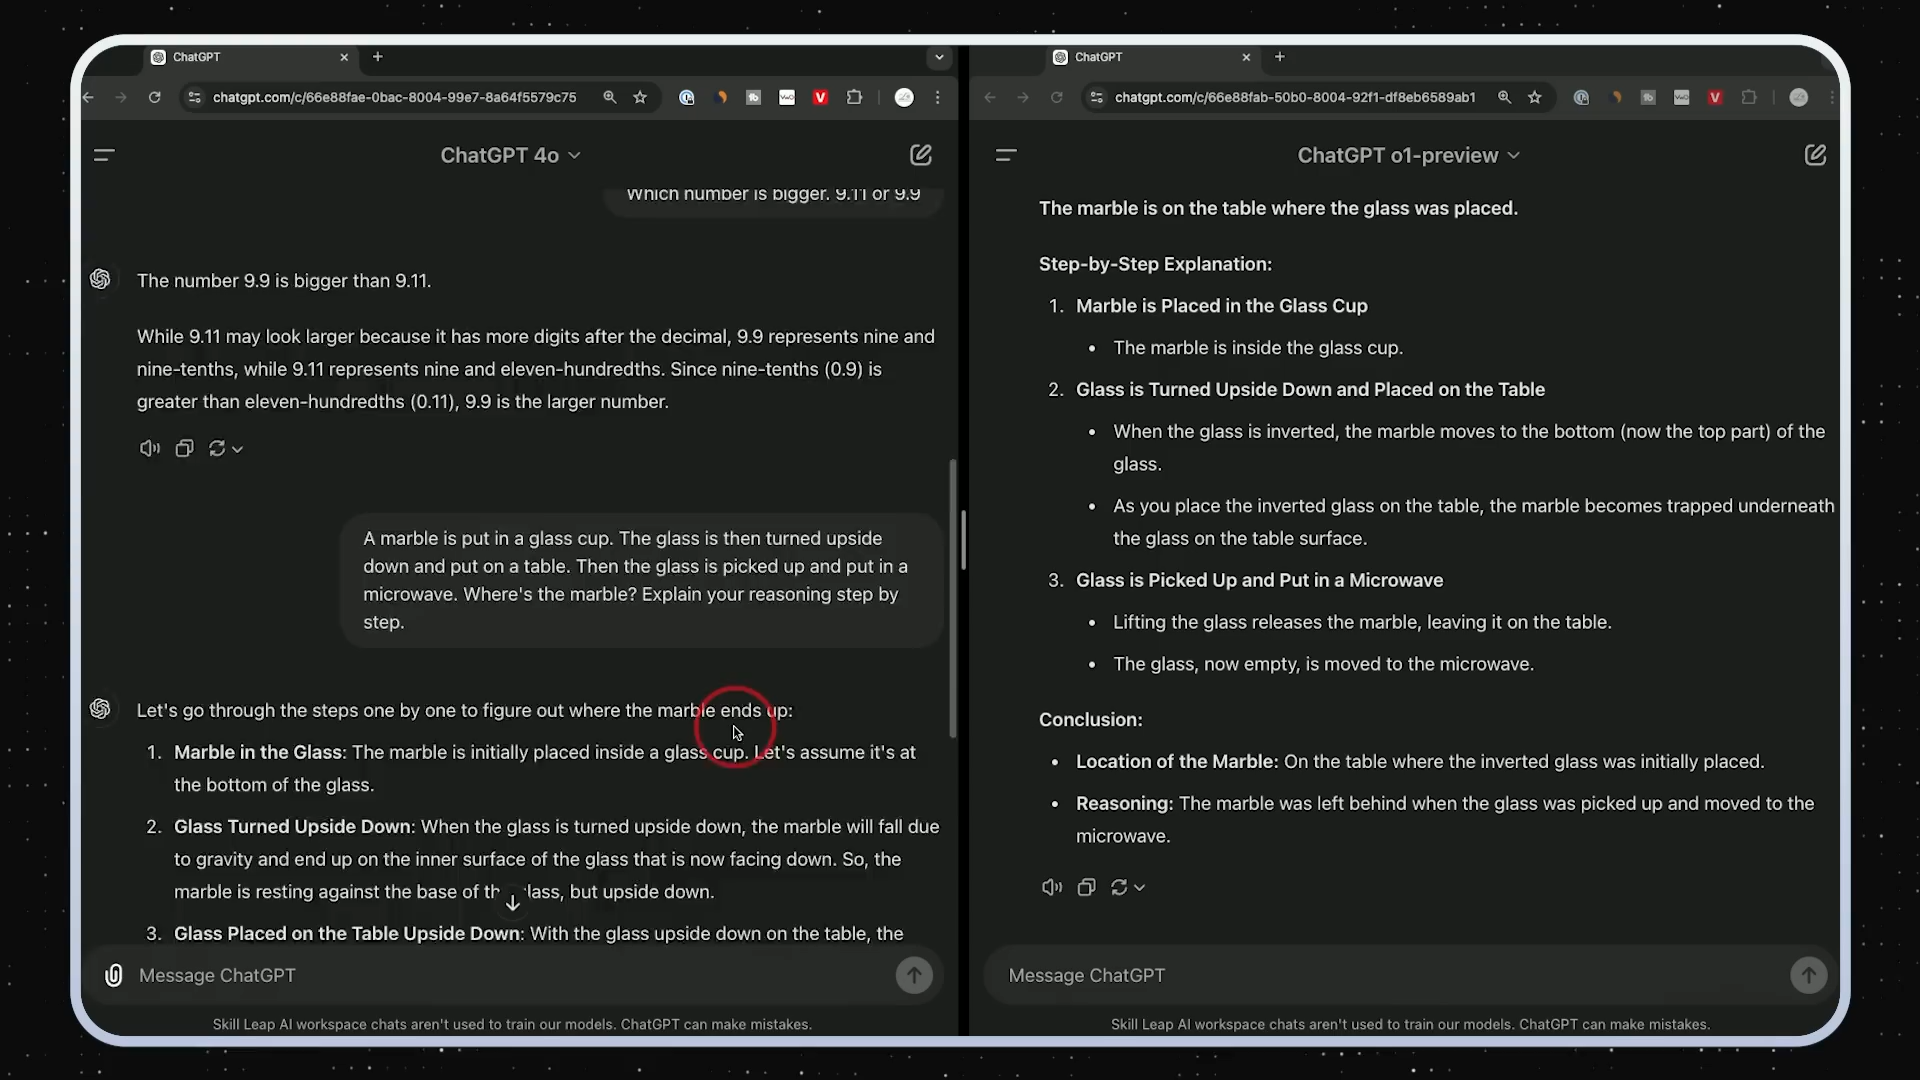 ChatGPT
chatgpt.com/c/66e88fae-0bac-8004-99e7-8a64f5579c75
ChatGPT 4o
Which number is bigger. 9.11 or 9.9
The number 9.9 is bigger than 9.11.
While 9.11 may look larger because it has more digits after the decimal, 9.9 represents nine and
nine-tenths, while 9.11 represents nine and eleven-hundredths. Since nine-tenths (0.9) is
greater than eleven-hundredths (0.11), 9.9 is the larger number.
A marble is put in a glass cup. The glass is then turned upside
down and put on a table. Then the glass is picked up and put in a
microwave. Where's the marble? Explain your reasoning step by
step.
Let's go through the steps one by one to figure out where the marble ends up:
1. Marble in the Glass: The marble is initially placed inside a glass cup. Let's assume it's at
the bottom of the glass.
2. Glass Turned Upside Down: When the glass is turned upside down, the marble will fall due
to gravity and end up on the inner surface of the glass that is now facing down. So, the
marble is resting against the base of th lass, but upside down.
3. Glass Placed on the Table Upside Down: With the glass upside down on the table, the
Message ChatGPT
Skill Leap AI workspace chats aren't used to train our models. ChatGPT can make mistakes.
ChatGPT
chatgpt.com/c/66e88fab-50b0-8004-92f1-df8eb6589ab1
ChatGPT o1-preview
The marble is on the table where the glass was placed.
Step-by-Step Explanation:
1. Marble is Placed in the Glass Cup
• The marble is inside the glass cup.
2. Glass is Turned Upside Down and Placed on the Table
• When the glass is inverted, the marble moves to the bottom (now the top part) of the
glass.
• As you place the inverted glass on the table, the marble becomes trapped underneath
the glass on the table surface.
3. Glass is Picked Up and Put in a Microwave
• Lifting the glass releases the marble, leaving it on the table.
• The glass, now empty, is moved to the microwave.
Conclusion:
• Location of the Marble: On the table where the inverted glass was initially placed.
• Reasoning: The marble was left behind when the glass was picked up and moved to the
microwave.
Message ChatGPT
Skill Leap AI workspace chats aren't used to train our models. ChatGPT can make mistakes.